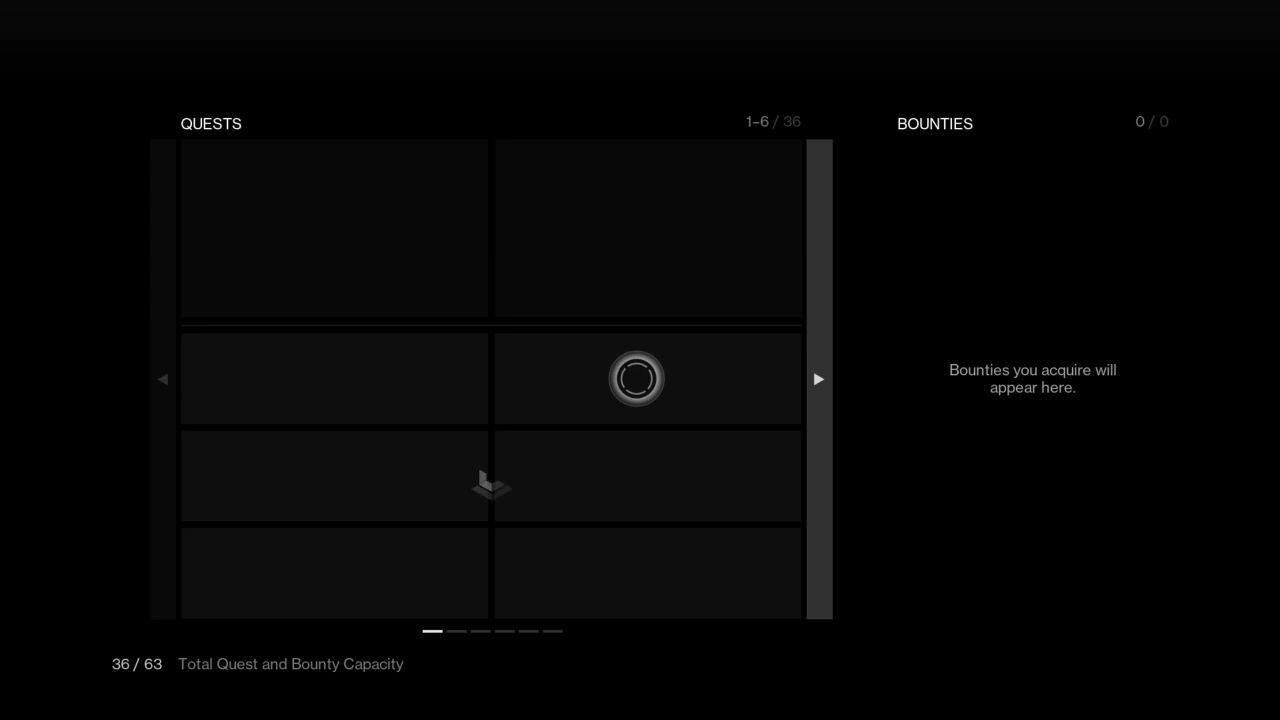 QUESTS
1–6 / 36
BOUNTIES
0 / 0
Bounties you acquire will
appear here.
36 / 63 Total Quest and Bounty Capacity